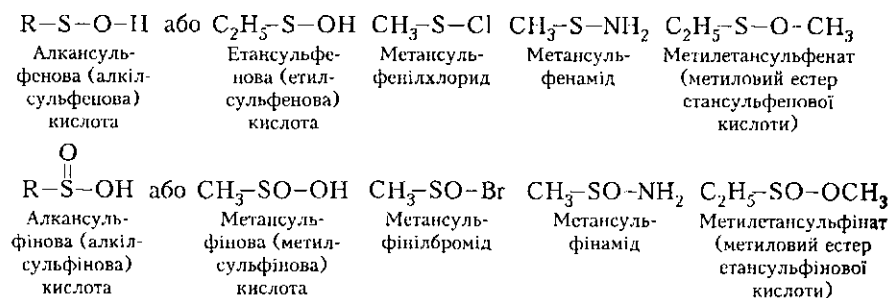 R–S–O–H або C₂H₅–S–OH CH₃–S–Cl CH₃–S–NH₂ C₂H₅–S–O–CH₃
Алкансуль- Етансульфе- Метансуль- Метансуль- Метилетансульфенат
фенова (алкіл- нова (етил- фенілхлорид фенамід (метиловий естер
сульфенова) сульфенова) етансульфенової
кислота кислота кислоти)
O
||
R–S–OH або CH₃–SO–OH CH₃–SO–Br CH₃–SO–NH₂ C₂H₅–SO–OCH₃
Алкансуль- Метансуль- Метансуль- Метансуль- Метилетансульфінат
фінова (алкіл- фінова (метил- фінілбромід фінамід (метиловий естер
сульфінова) сульфінова) етансульфінової
кислота кислота кислоти)